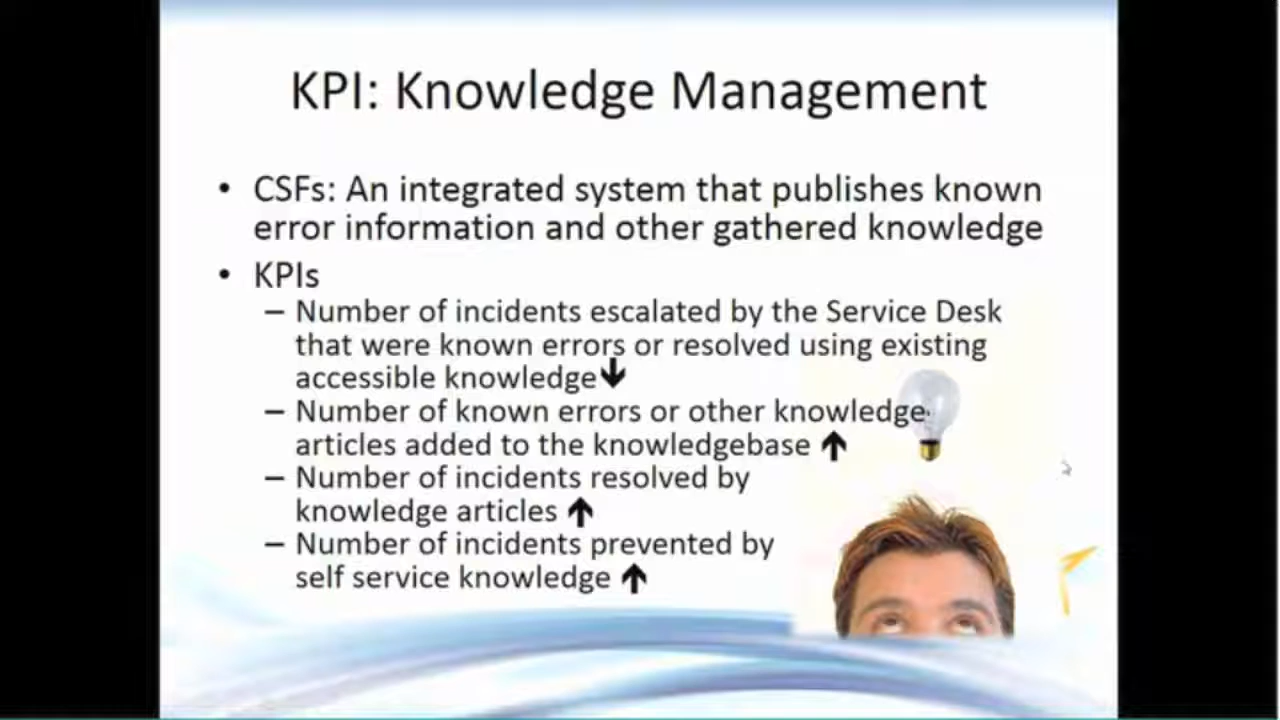 KPI: Knowledge Management
• CSFs: An integrated system that publishes known
error information and other gathered knowledge
• KPIs
– Number of incidents escalated by the Service Desk
that were known errors or resolved using existing
accessible knowledge↓
– Number of known errors or other knowledge
articles added to the knowledgebase ↑
– Number of incidents resolved by
knowledge articles ↑
– Number of incidents prevented by
self service knowledge ↑